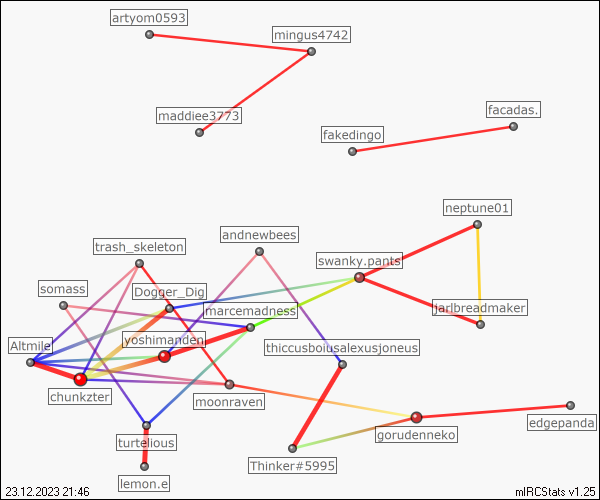 artyom0593
mingus4742
maddiee3773
facadas.
fakedingo
neptune01
andnewbees
trash_skeleton
swanky.pants
somass
Dogger_Dig
marcemadness
jarlbreadmaker
Altmile
yoshimanden
thiccusboiusalexusjoneus
chunkzter
moonraven
edgepanda
gorudenneko
turtelious
Thinker#5995
lemon.e
23.12.2023 21:46
mIRCStats v1.25